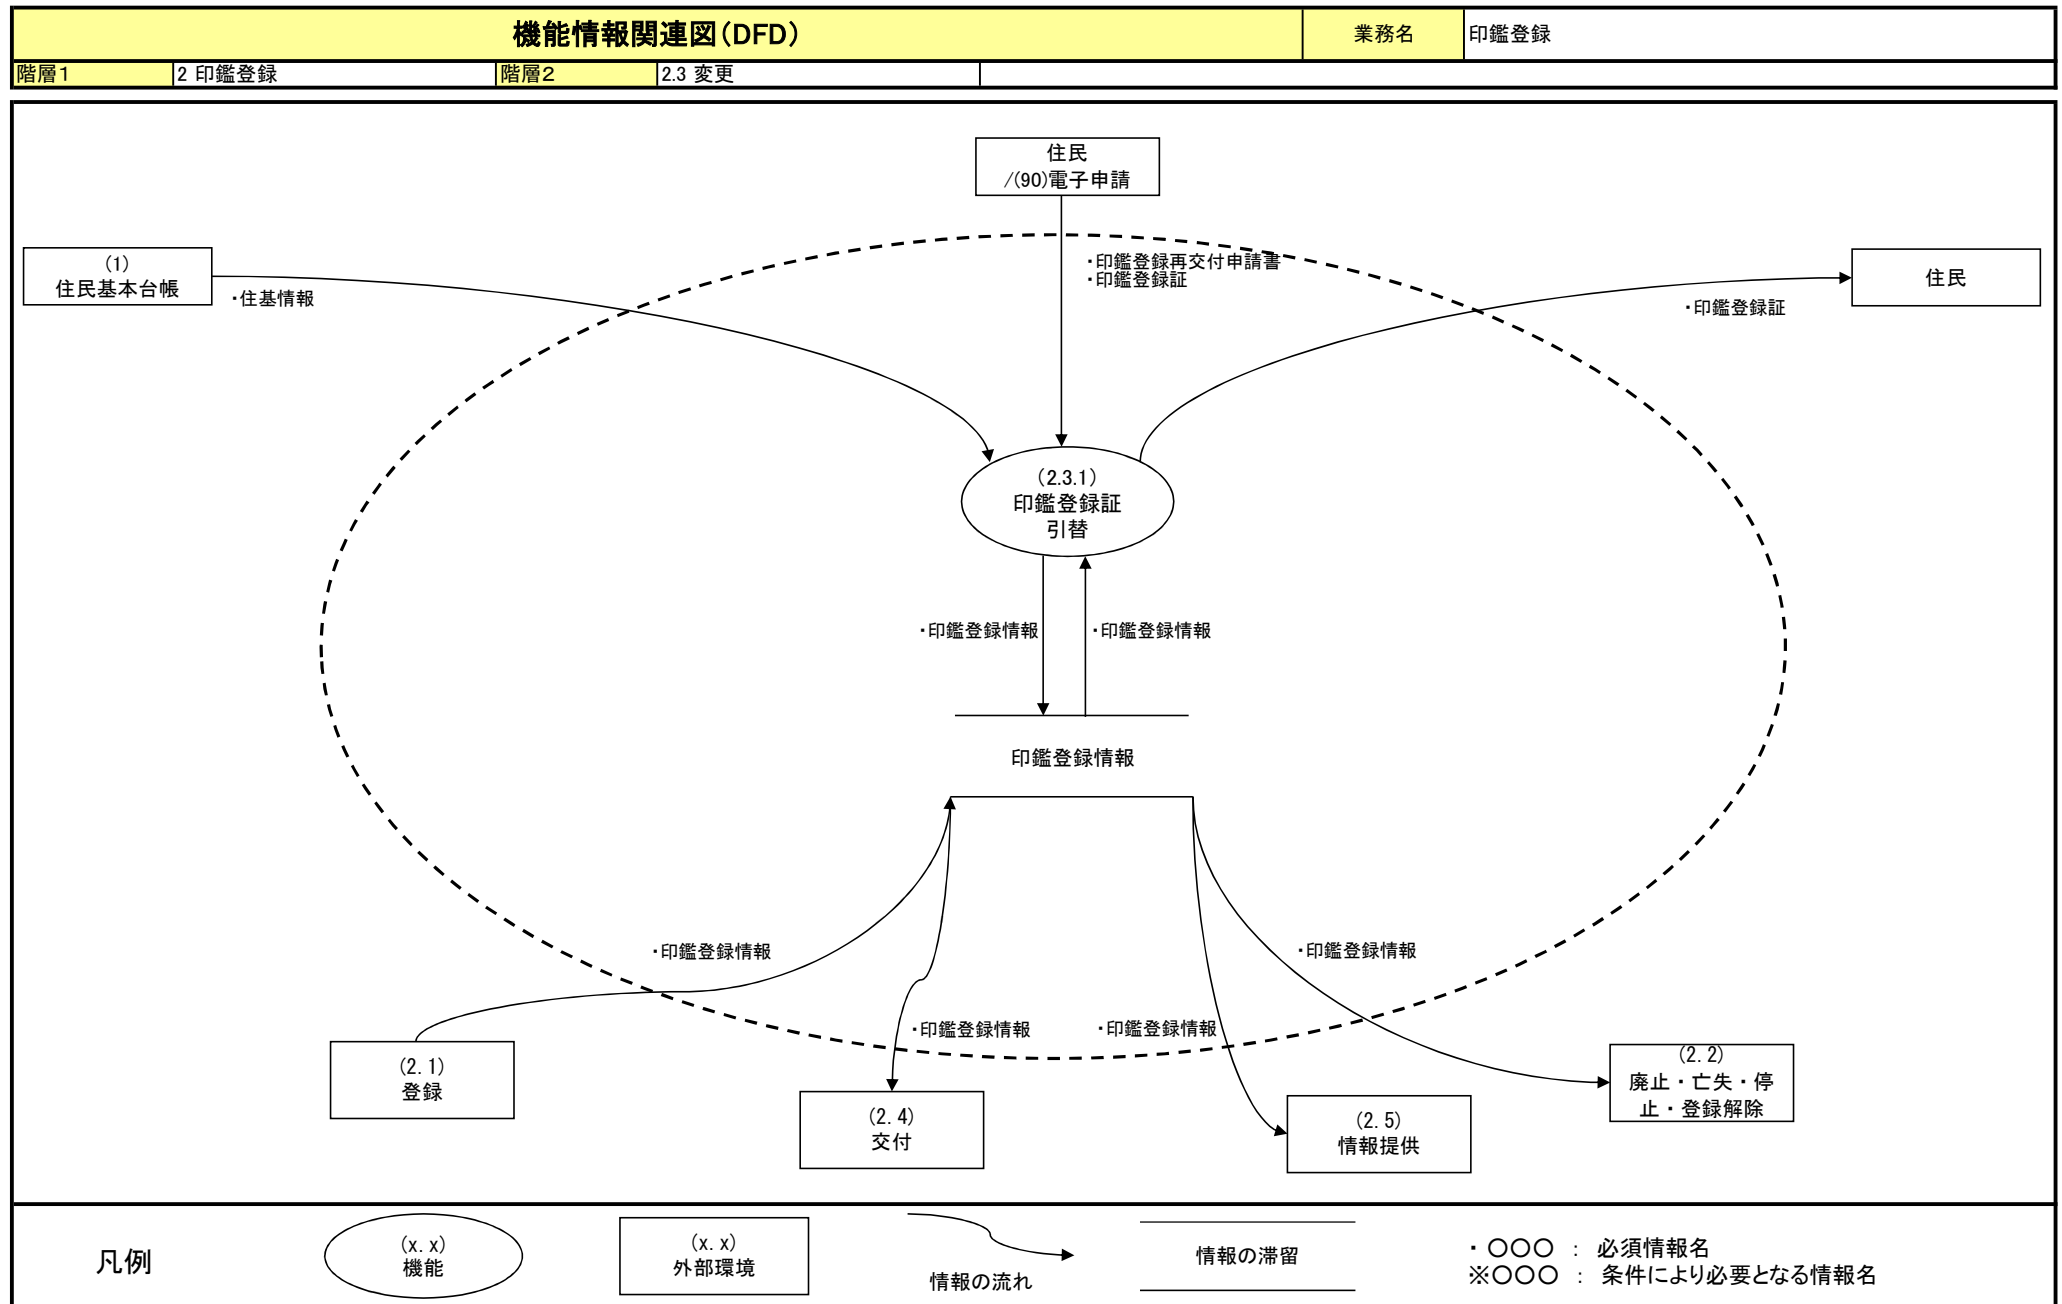 機能情報関連図(DFD)
業務名
印鑑登録
階層1
2 印鑑登録
階層2
2.3 変更
住民
/(90)電子申請
(1)
住民基本台帳
・住基情報
・印鑑登録再交付申請書
・印鑑登録証
住民
・印鑑登録証
(2.3.1)
印鑑登録証
引替
・印鑑登録情報
・印鑑登録情報
印鑑登録情報
・印鑑登録情報
・印鑑登録情報
・印鑑登録情報
・印鑑登録情報
(2.1)
登録
(2.4)
交付
(2.5)
情報提供
(2.2)
廃止・亡失・停
止・登録解除
凡例
(x.x)
機能
(x.x)
外部環境
情報の流れ
情報の滞留
・○○○ : 必須情報名
※○○○ : 条件により必要となる情報名